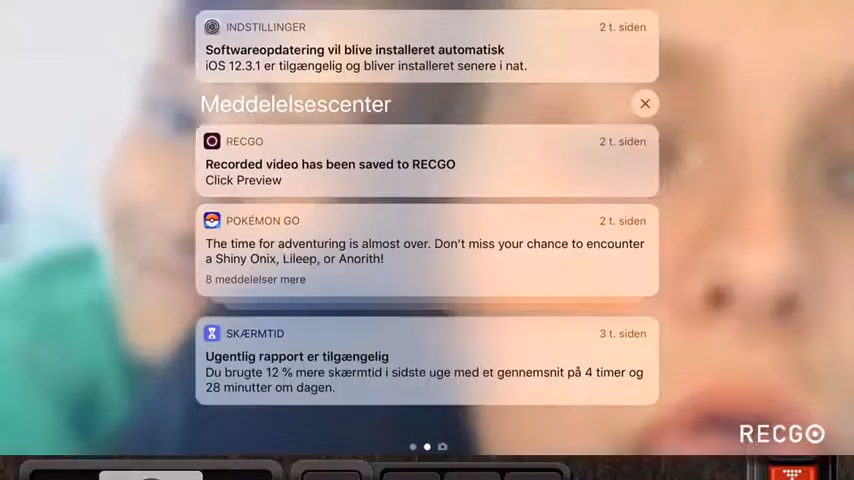 INDSTILLINGER 2 t. siden
Softwareopdatering vil blive installeret automatisk
iOS 12.3.1 er tilgængelig og bliver installeret senere i nat.
Meddelelsescenter
RECGO 2 t. siden
Recorded video has been saved to RECGO
Click Preview
POKÉMON GO 2 t. siden
The time for adventuring is almost over. Don't miss your chance to encounter
a Shiny Onix, Lileep, or Anorith!
8 meddelelser mere
SKÆRMTID 3 t. siden
Ugentlig rapport er tilgængelig
Du brugte 12 % mere skærmtid i sidste uge med et gennemsnit på 4 timer og
28 minutter om dagen.
RECGO